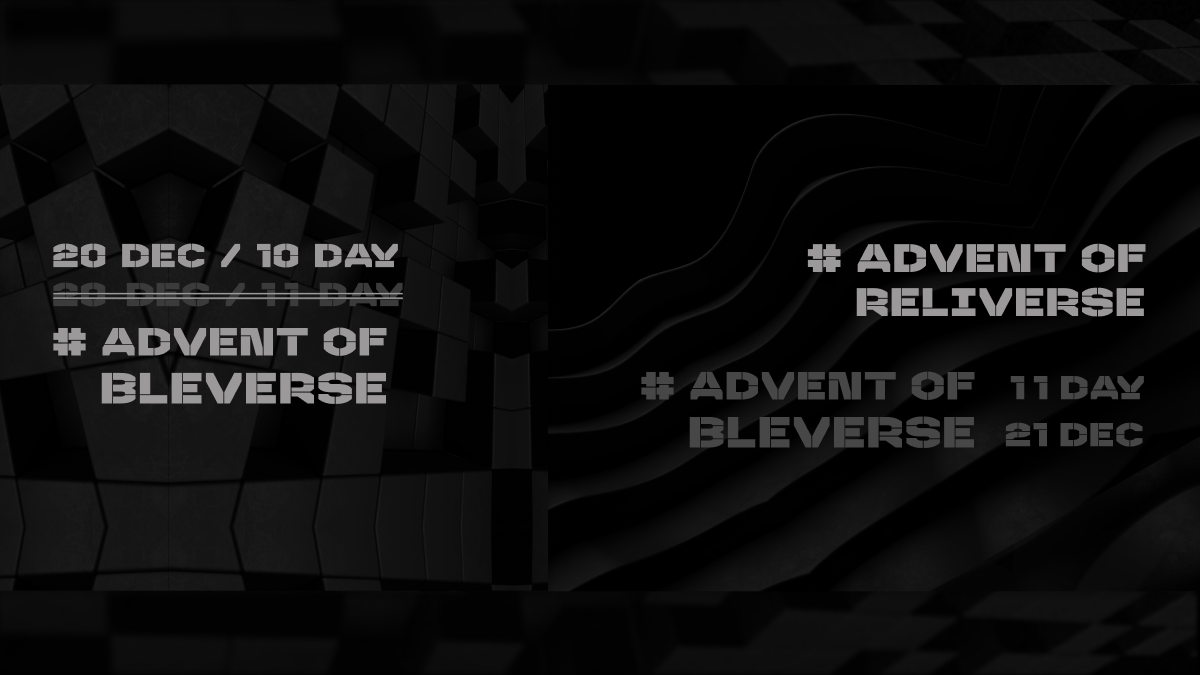 20 DEC / 10 DAY
20 DEC / 11 DAY
# ADVENT OF
BLEVERSE
# ADVENT OF
RELIVERSE
# ADVENT OF 11 DAY
BLEVERSE 21 DEC